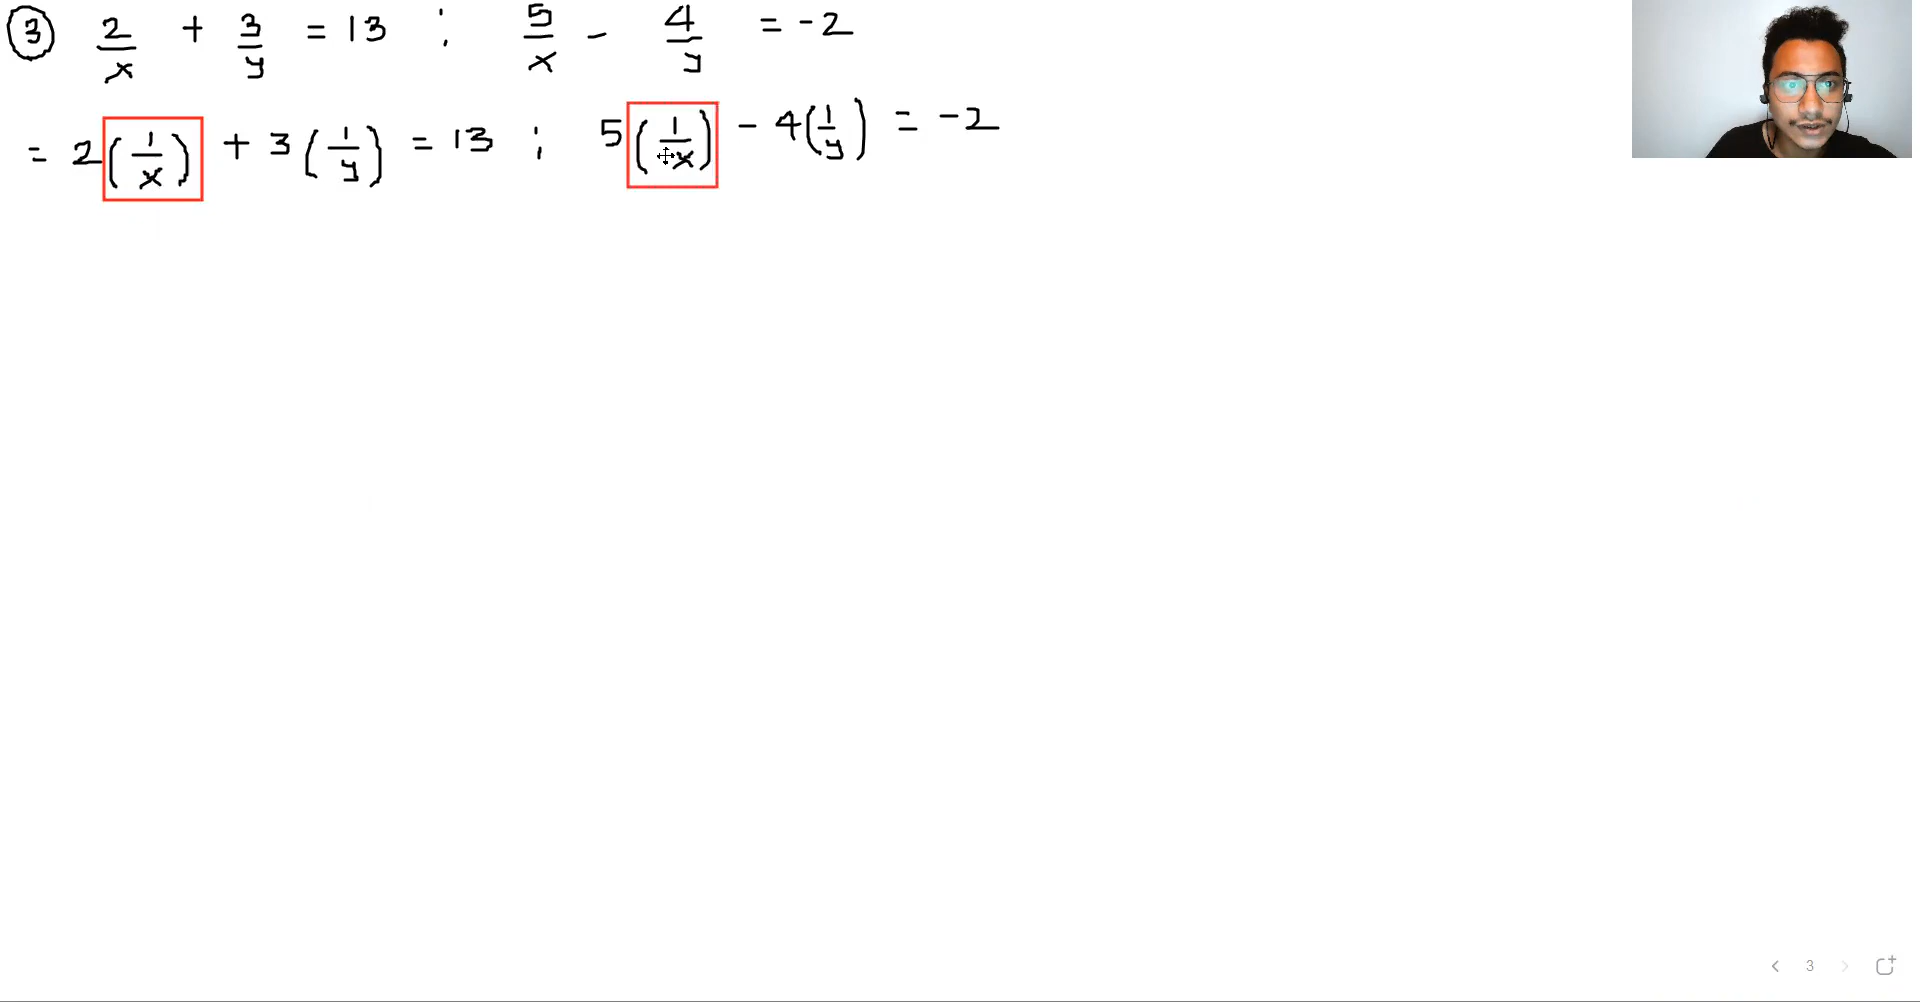 ③ 2/x + 3/y = 13 ; 5/x - 4/y = -2
= 2(1/x) + 3(1/y) = 13 ; 5(1/x) - 4(1/y) = -2
3